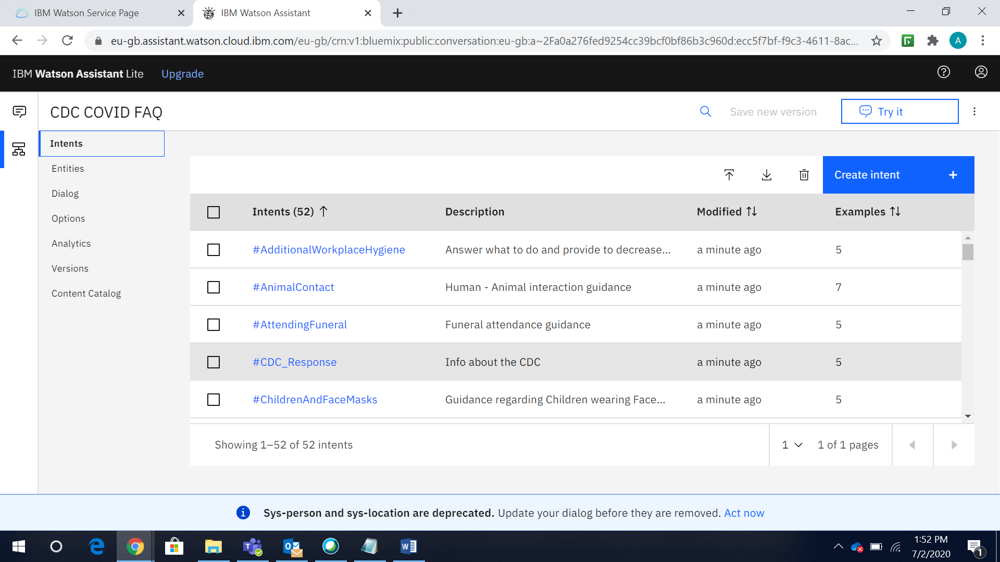 IBM Watson Service Page
IBM Watson Assistant
eu-gb.assistant.watson.cloud.ibm.com/eu-gb/crn:v1:bluemix:public:conversation:eu-gb:a~2Fa0a276fed9254cc39bcf0bf86b3c960d:ecc5f7bf-f9c3-4611-8ac...
A
IBM Watson Assistant Lite
Upgrade
CDC COVID FAQ
Save new version
Try it
Intents
Entities
Dialog
Options
Analytics
Versions
Content Catalog
Create intent
Intents (52) Description Modified Examples
#AdditionalWorkplaceHygiene Answer what to do and provide to decrease... a minute ago 5
#AnimalContact Human - Animal interaction guidance a minute ago 7
#AttendingFuneral Funeral attendance guidance a minute ago 5
#CDC_Response Info about the CDC a minute ago 5
#ChildrenAndFaceMasks Guidance regarding Children wearing Face... a minute ago 5
Showing 1–52 of 52 intents
1
1 of 1 pages
Sys-person and sys-location are deprecated. Update your dialog before they are removed. Act now
1:52 PM
7/2/2020
1